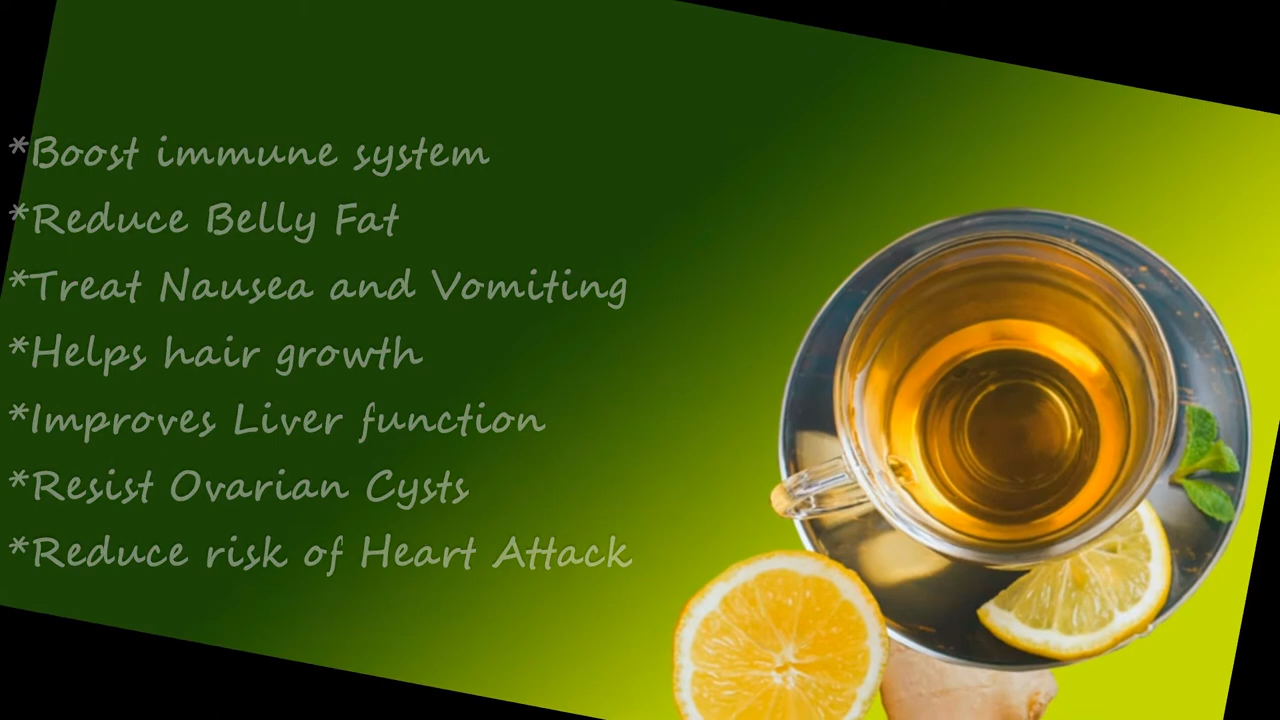 *Boost immune system
*Reduce Belly Fat
*Treat Nausea and Vomiting
*Helps hair growth
*Improves Liver function
*Resist Ovarian Cysts
*Reduce risk of Heart Attack